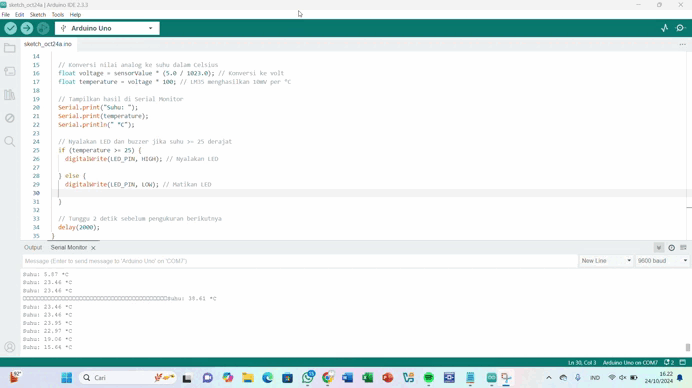 sketch_oct24a | Arduino IDE 2.3.3
File Edit Sketch Tools Help
Arduino Uno
sketch_oct24a.ino
14
15 // Konversi nilai analog ke suhu dalam Celsius
16 float voltage = sensorValue * (5.0 / 1023.0); // Konversi ke volt
17 float temperature = voltage * 100; // LM35 menghasilkan 10mV per °C
18
19 // Tampilkan hasil di Serial Monitor
20 Serial.print("Suhu: ");
21 Serial.print(temperature);
22 Serial.println(" °C");
23
24 // Nyalakan LED dan buzzer jika suhu >= 25 derajat
25 if (temperature >= 25) {
26 digitalWrite(LED_PIN, HIGH); // Nyalakan LED
27
28 } else {
29 digitalWrite(LED_PIN, LOW); // Matikan LED
30
31 }
32
33 // Tunggu 2 detik sebelum pengukuran berikutnya
34 delay(2000);
35 }
Output Serial Monitor
Message (Enter to send message to 'Arduino Uno' on 'COM7')
New Line 9600 baud
Suhu: 5.87 °C
Suhu: 23.46 °C
Suhu: 23.46 °C
Suhu: 39.61 °C
Suhu: 23.46 °C
Suhu: 23.46 °C
Suhu: 23.95 °C
Suhu: 22.97 °C
Suhu: 19.06 °C
Suhu: 15.64 °C
Ln 30, Col 3 Arduino Uno on COM7 2
92°
Cari
IND
16.22
24/10/2024